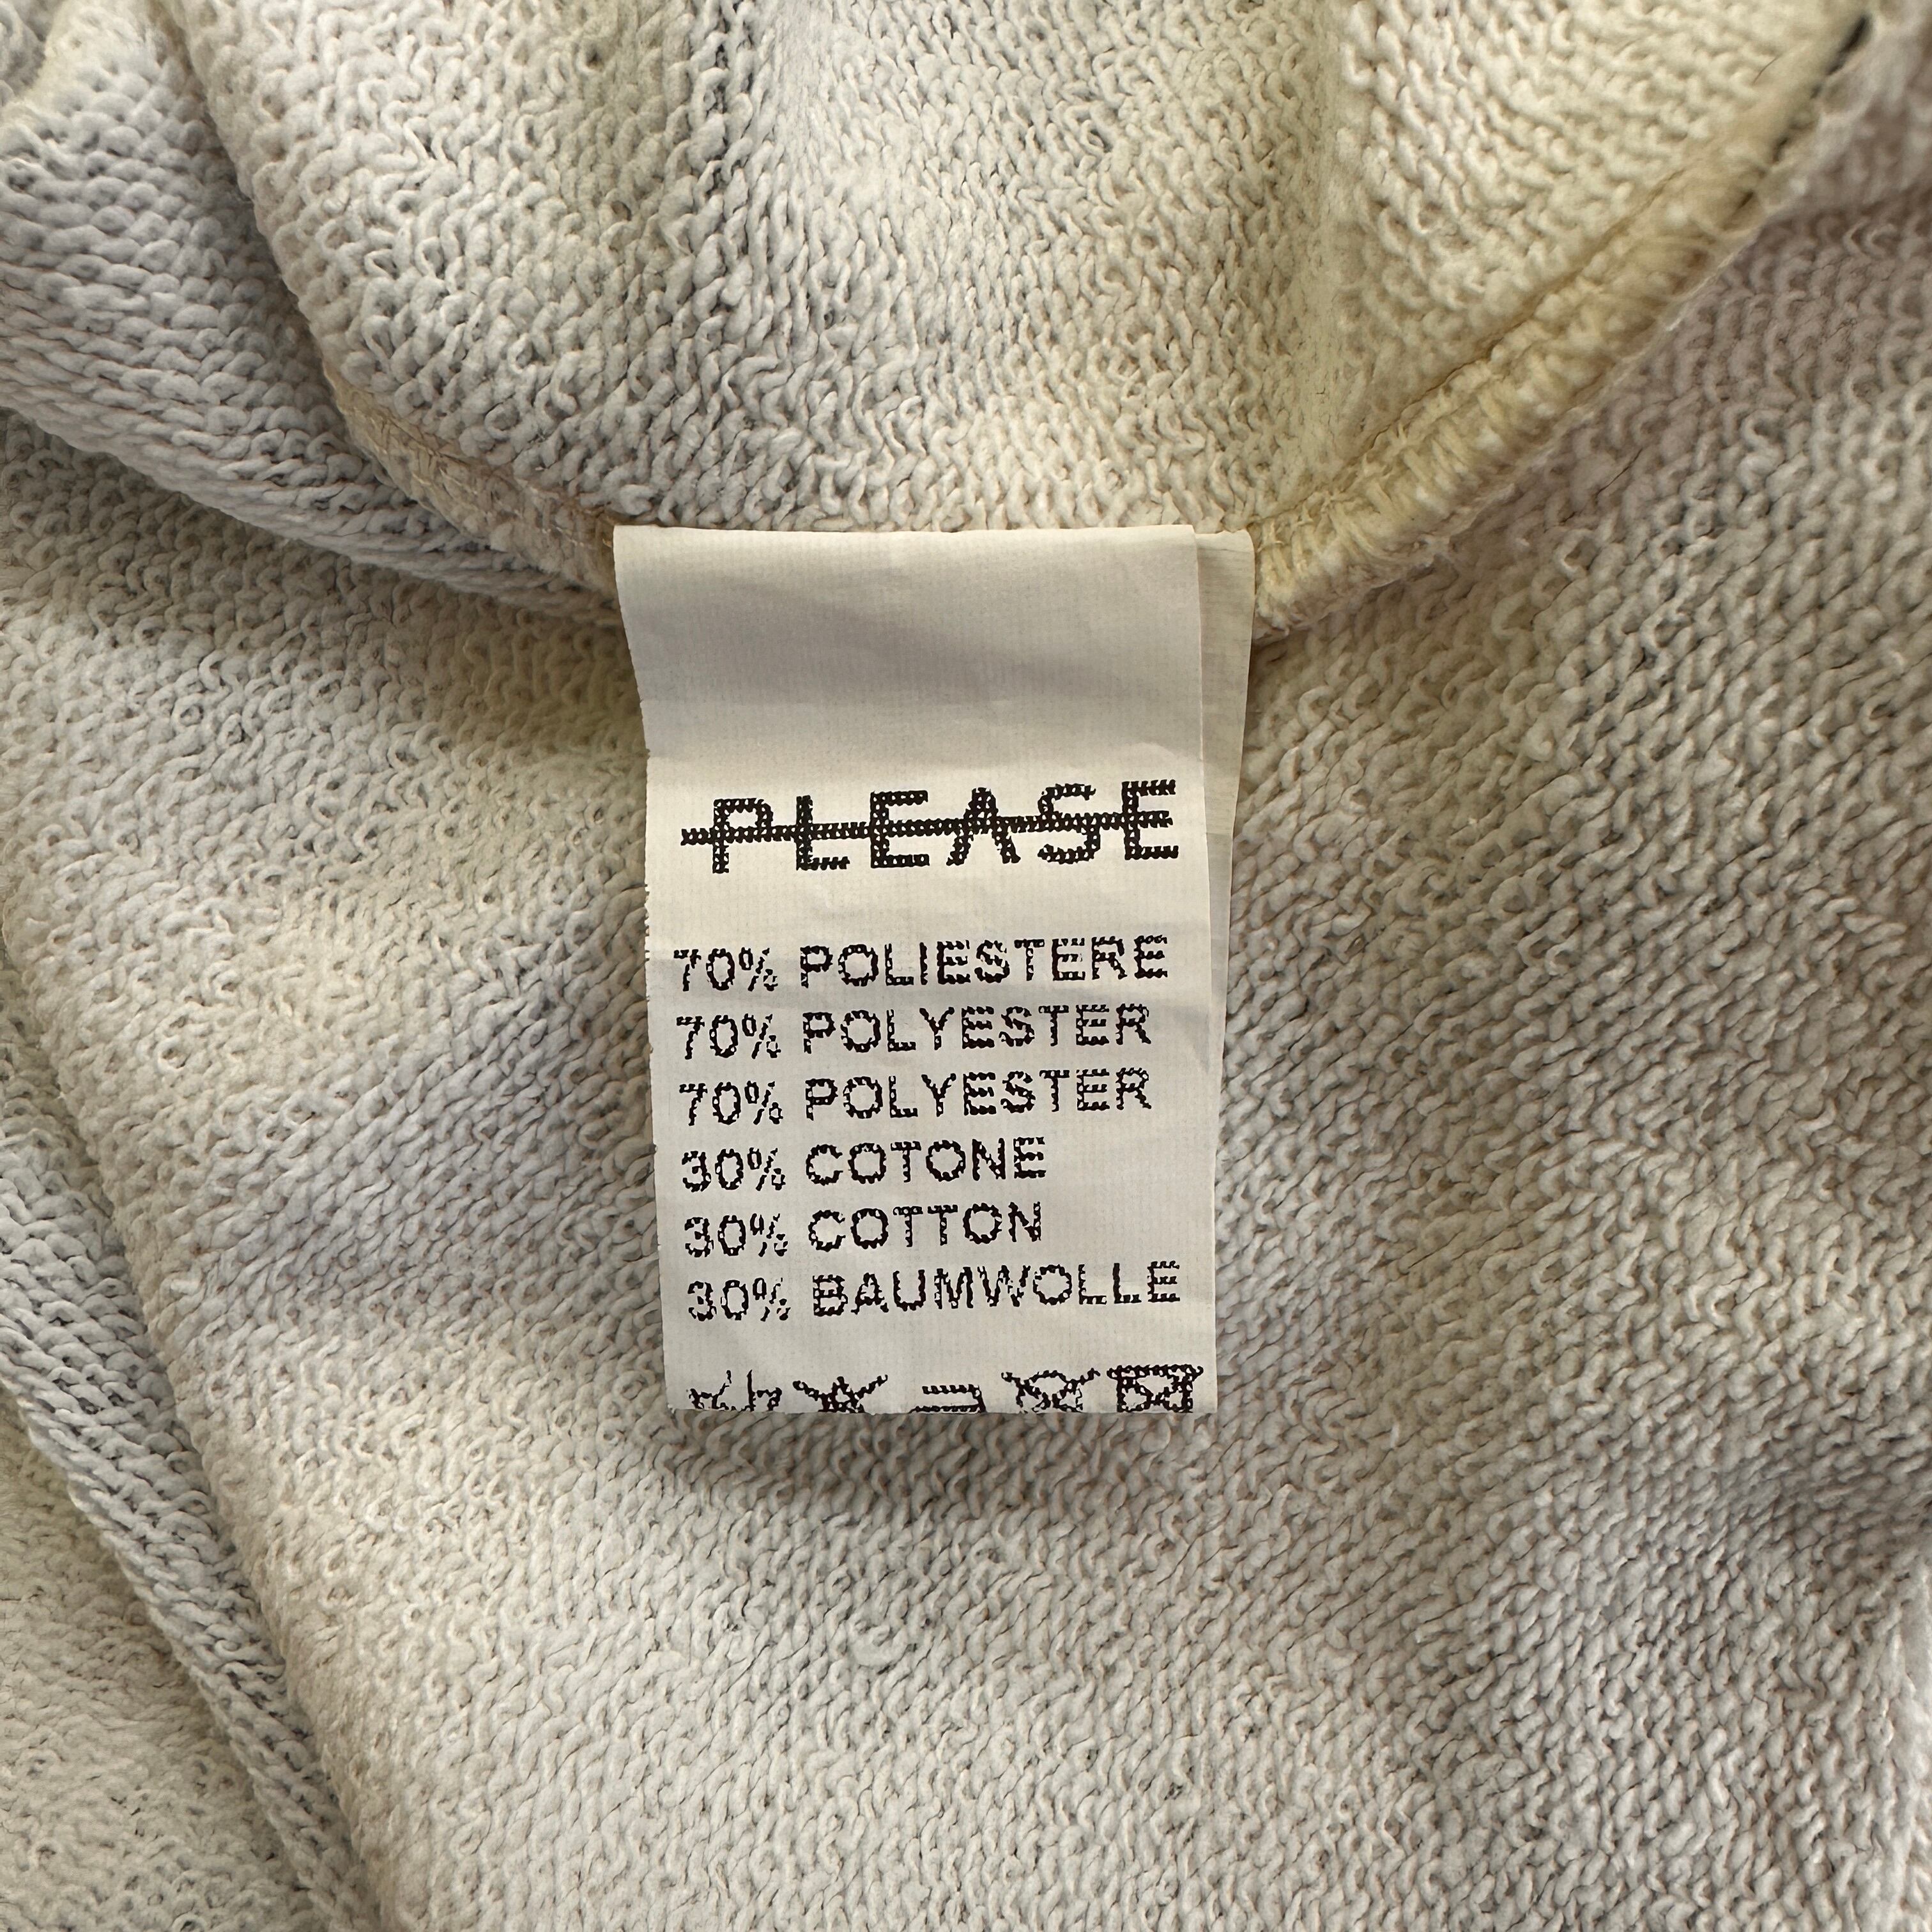 PLEASE
70% POLIESTERE
70% POLYESTER
70% POLYESTER
30% COTONE
30% COTTON
30% BAUMWOLLE